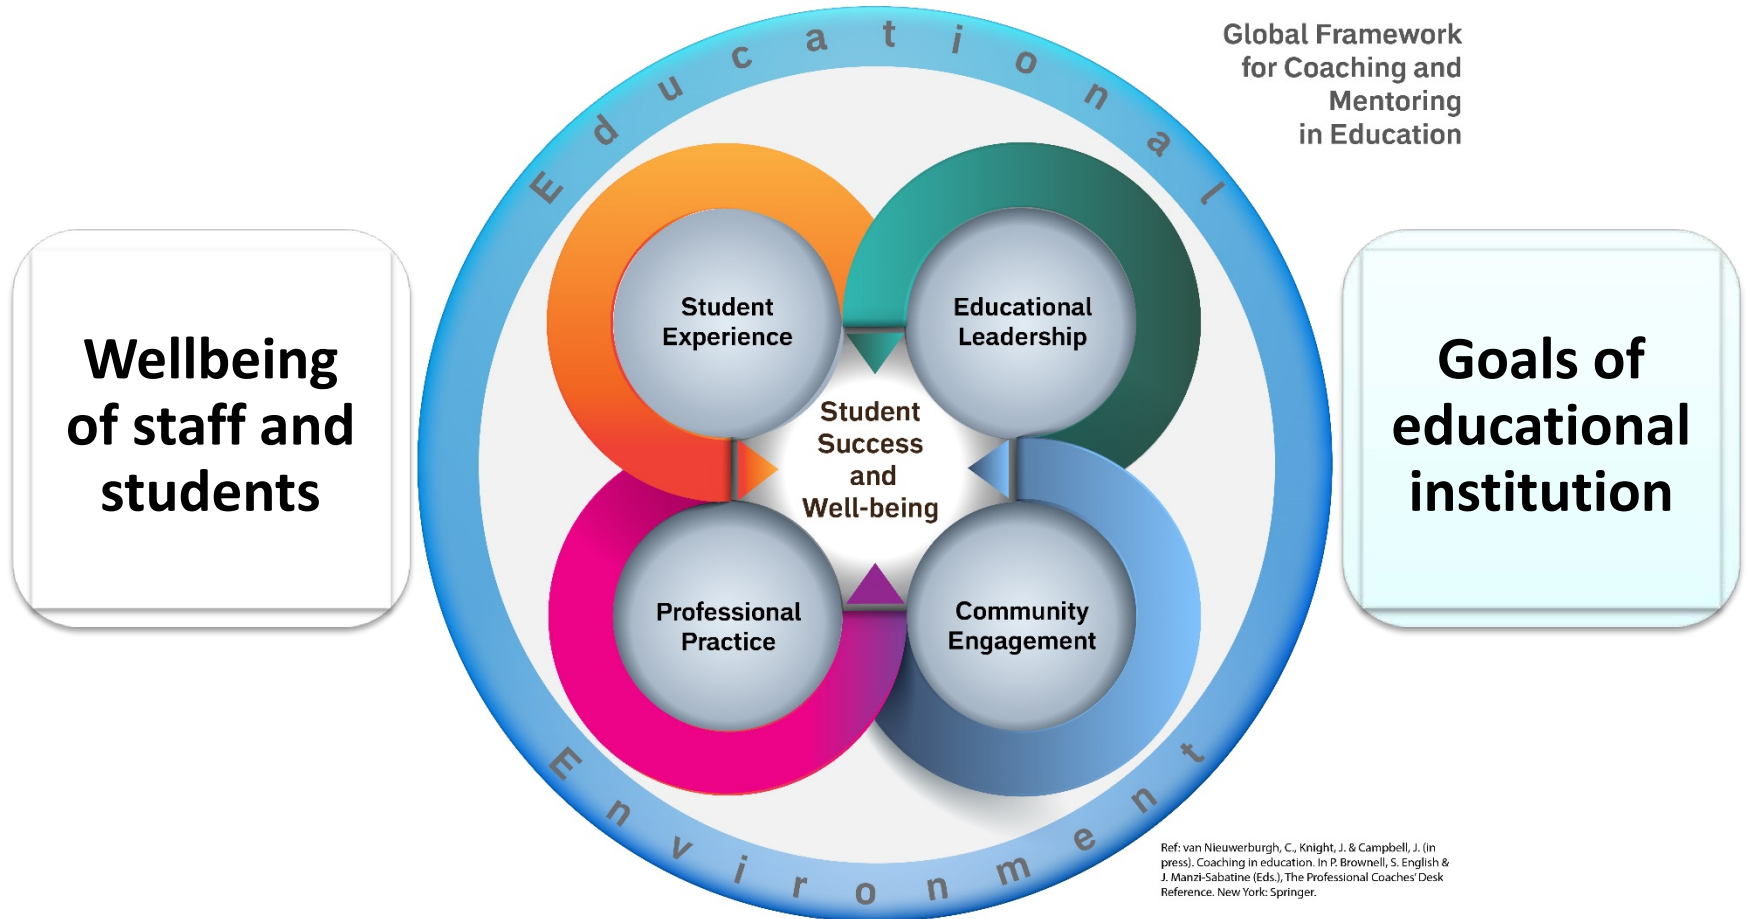 Educational
Global Framework
for Coaching and
Mentoring
in Education
Wellbeing
of staff and
students
Student
Experience
Educational
Leadership
Student
Success
and
Well-being
Professional
Practice
Community
Engagement
Goals of
educational
institution
Environment
Ref: van Nieuwerburgh, C., Knight, J. & Campbell, J. (in
press). Coaching in education. In P. Brownell, S. English &
J. Manzi-Sabatine (Eds.), The Professional Coaches' Desk
Reference. New York: Springer.